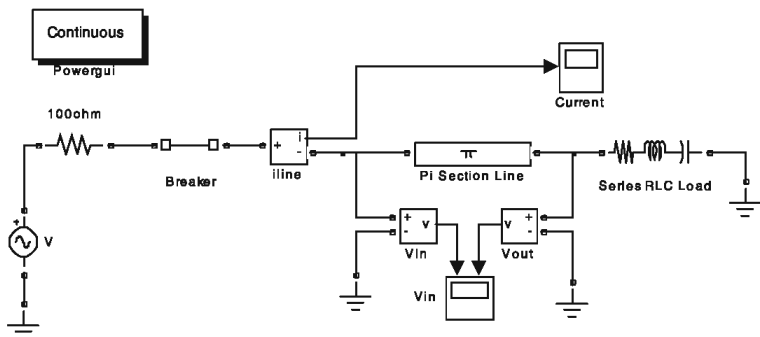 Continuous
Powergui
100ohm
Breaker
+
i
-
iline
Current
π
Pi Section Line
Series RLC Load
+
V
+
-
v
Vin
v
+
-
Vout
Vin